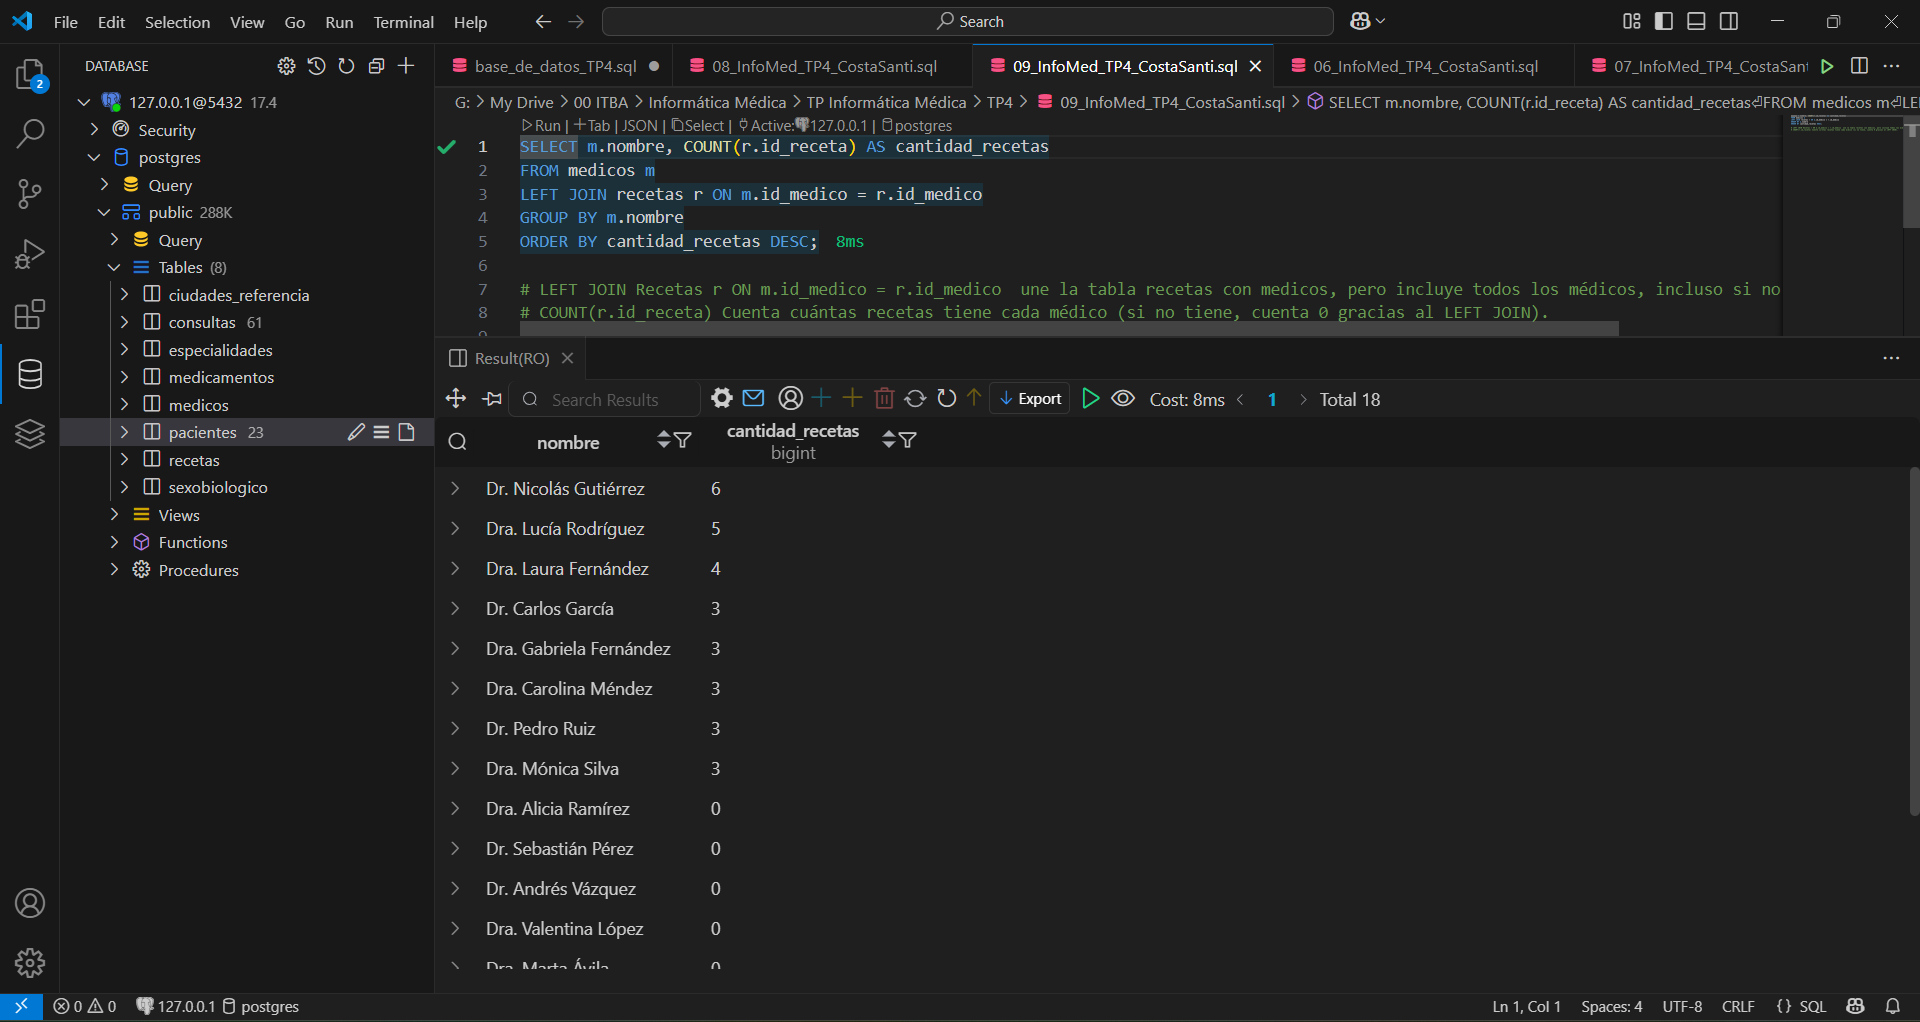 File Edit Selection View Go Run Terminal Help
Search
DATABASE
2
127.0.0.1@5432 17.4
Security
postgres
Query
public 288K
Query
Tables (8)
ciudades_referencia
consultas 61
especialidades
medicamentos
medicos
pacientes 23
recetas
sexobiologico
Views
Functions
Procedures
base_de_datos_TP4.sql
08_InfoMed_TP4_CostaSanti.sql
09_InfoMed_TP4_CostaSanti.sql
06_InfoMed_TP4_CostaSanti.sql
07_InfoMed_TP4_CostaSant
G: > My Drive > 00 ITBA > Informática Médica > TP Informática Médica > TP4 > 09_InfoMed_TP4_CostaSanti.sql > SELECT m.nombre, COUNT(r.id_receta) AS cantidad_recetas⏎FROM medicos m⏎LE
Run | Tab | JSON | Select | Active: 127.0.0.1 | postgres
1 SELECT m.nombre, COUNT(r.id_receta) AS cantidad_recetas
2 FROM medicos m
3 LEFT JOIN recetas r ON m.id_medico = r.id_medico
4 GROUP BY m.nombre
5 ORDER BY cantidad_recetas DESC; 8ms
6
7 # LEFT JOIN Recetas r ON m.id_medico = r.id_medico  une la tabla recetas con medicos, pero incluye todos los médicos, incluso si no
8 # COUNT(r.id_receta) Cuenta cuántas recetas tiene cada médico (si no tiene, cuenta 0 gracias al LEFT JOIN).
9
Result(RO)
Search Results
Export
Cost: 8ms
1
Total 18
nombre
cantidad_recetas
bigint
Dr. Nicolás Gutiérrez 6
Dra. Lucía Rodríguez 5
Dra. Laura Fernández 4
Dr. Carlos García 3
Dra. Gabriela Fernández 3
Dra. Carolina Méndez 3
Dr. Pedro Ruiz 3
Dra. Mónica Silva 3
Dra. Alicia Ramírez 0
Dr. Sebastián Pérez 0
Dr. Andrés Vázquez 0
Dra. Valentina López 0
Dra. Marta Ávila 0
0 0 127.0.0.1 postgres
Ln 1, Col 1 Spaces: 4 UTF-8 CRLF {} SQL